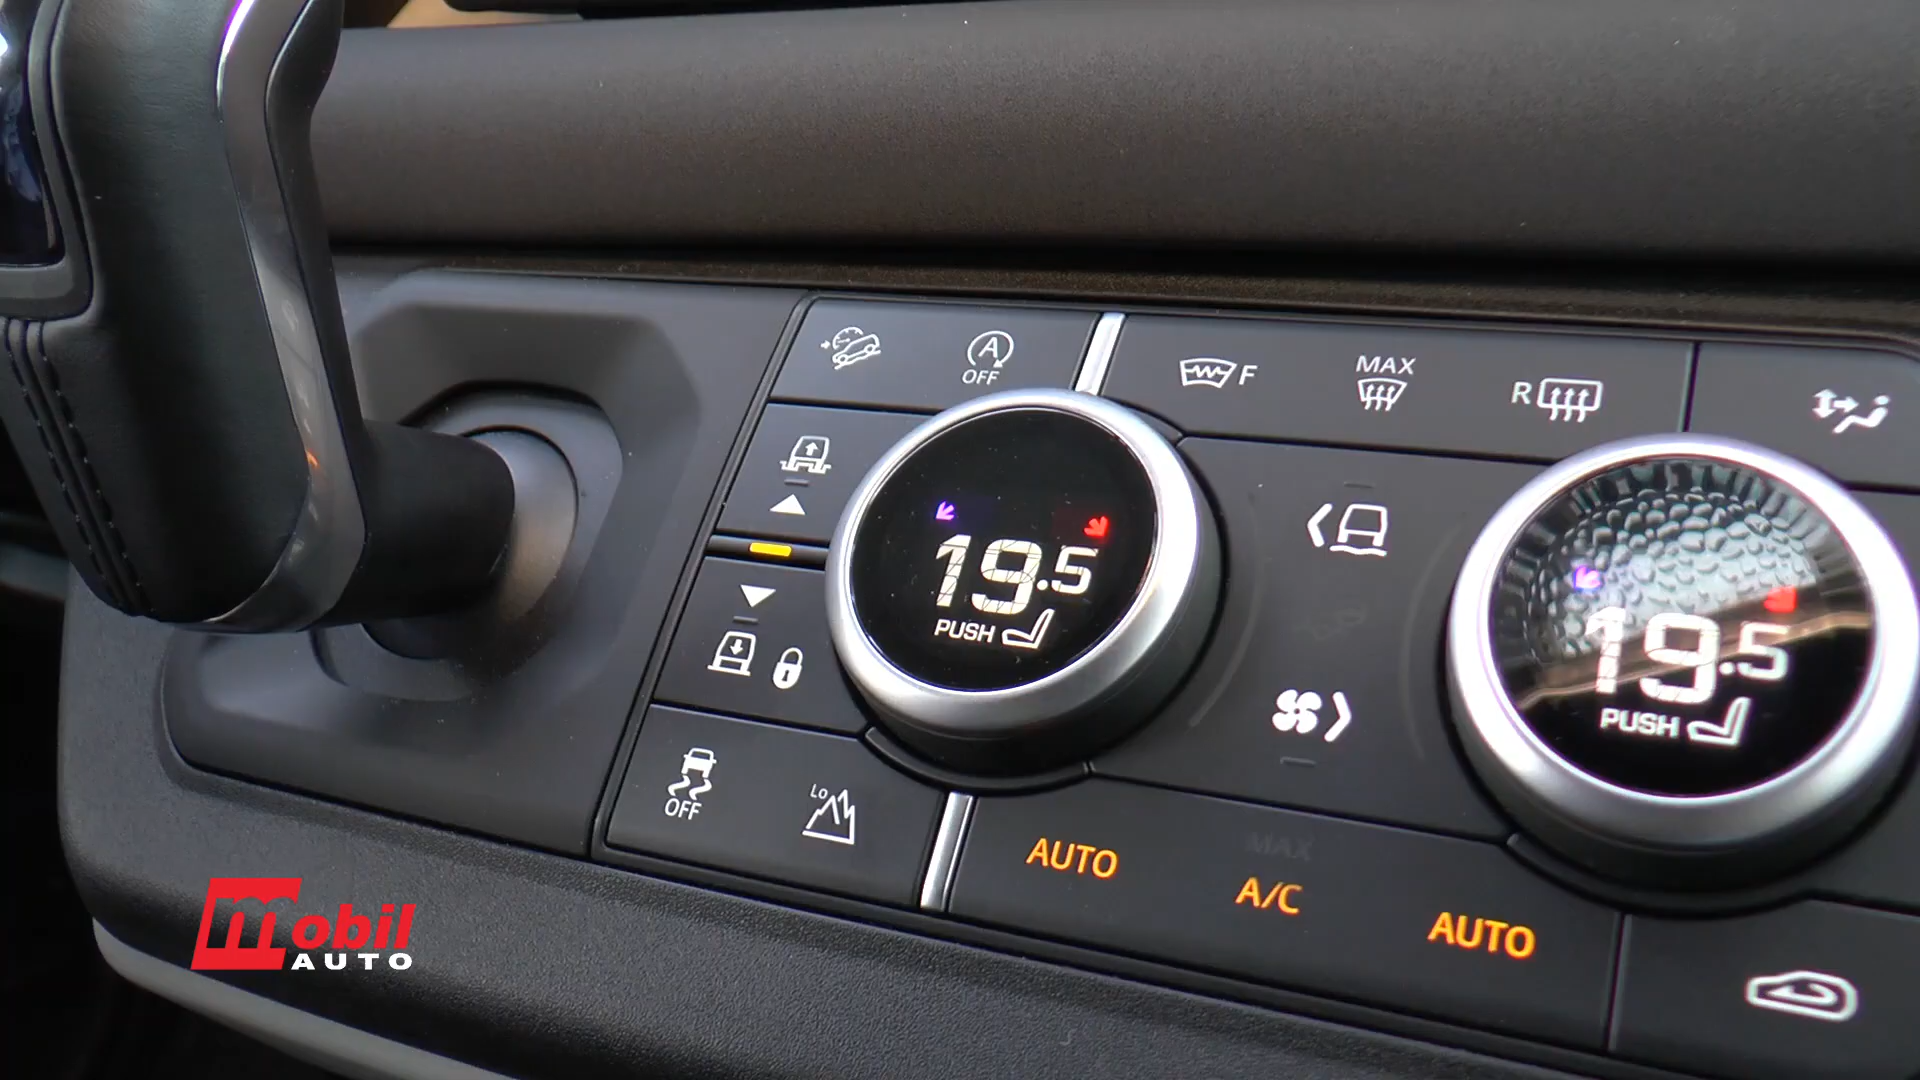 A
OFF
F
MAX
R
19.5
PUSH
19.5
PUSH
OFF
Lo
AUTO
MAX
A/C
AUTO
mobil
AUTO